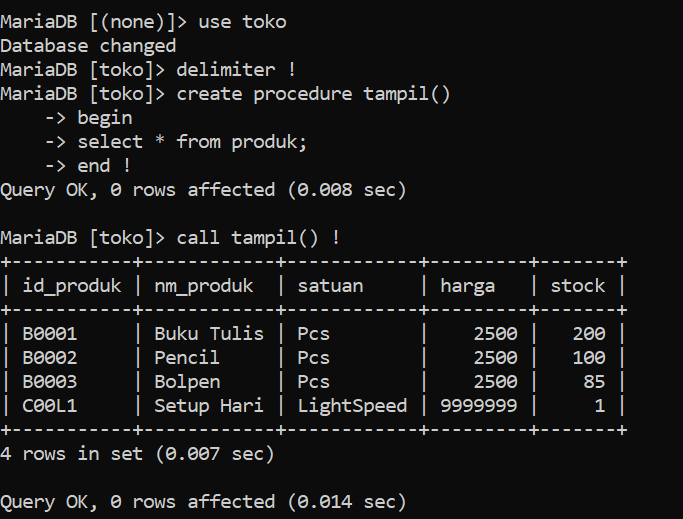 MariaDB [(none)]> use toko
Database changed
MariaDB [toko]> delimiter !
MariaDB [toko]> create procedure tampil()
    -> begin
    -> select * from produk;
    -> end !
Query OK, 0 rows affected (0.008 sec)

MariaDB [toko]> call tampil() !
+-----------+------------+------------+---------+-------+
| id_produk | nm_produk  | satuan     | harga   | stock |
+-----------+------------+------------+---------+-------+
| B0001     | Buku Tulis | Pcs        |    2500 |   200 |
| B0002     | Pencil     | Pcs        |    2500 |   100 |
| B0003     | Bolpen     | Pcs        |    2500 |    85 |
| C00L1     | Setup Hari | LightSpeed | 9999999 |     1 |
+-----------+------------+------------+---------+-------+
4 rows in set (0.007 sec)

Query OK, 0 rows affected (0.014 sec)